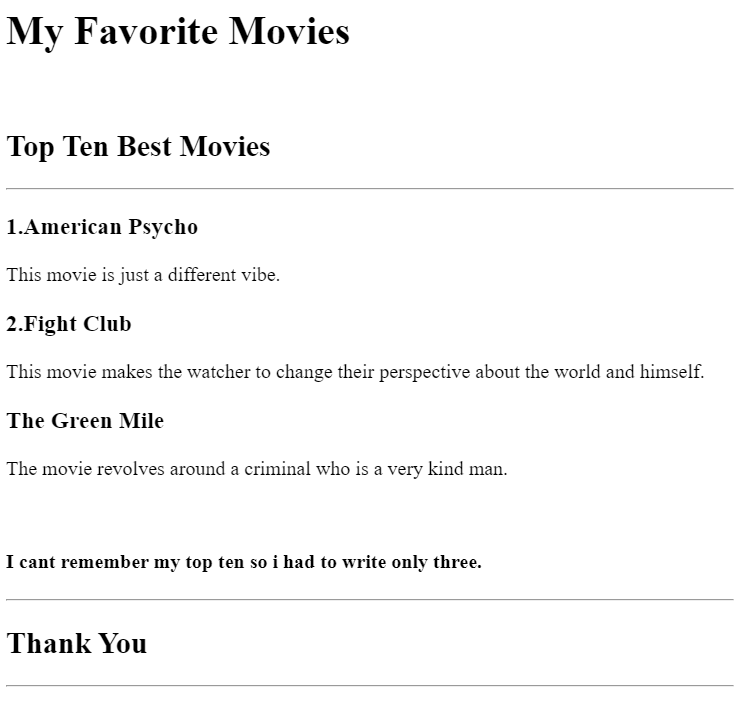 My Favorite Movies
Top Ten Best Movies
1.American Psycho
This movie is just a different vibe.
2.Fight Club
This movie makes the watcher to change their perspective about the world and himself.
The Green Mile
The movie revolves around a criminal who is a very kind man.
I cant remember my top ten so i had to write only three.
Thank You